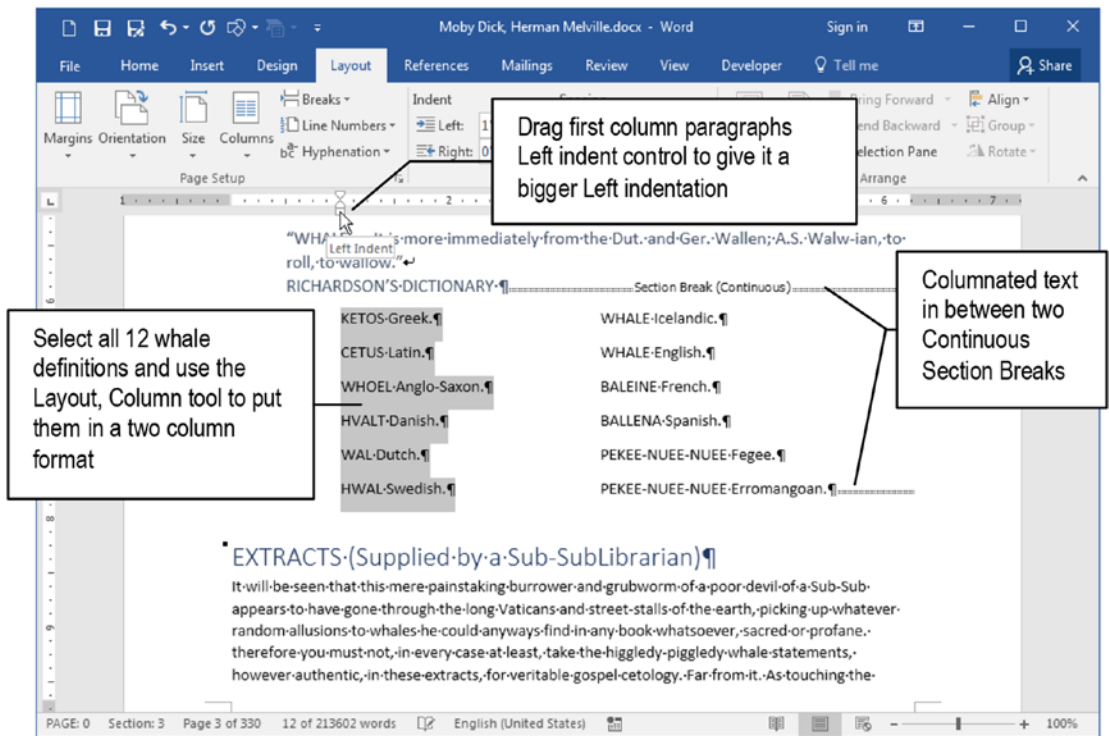 Moby Dick, Herman Melville.docx - Word Sign in
File Home Insert Design Layout References Mailings Review View Developer Tell me Share
Margins Orientation Size Columns
Breaks
Line Numbers
Hyphenation
Page Setup
Indent
Left: 1
Right: 0
Bring Forward
Selection Pane
Align
Group
Rotate
Arrange
Drag first column paragraphs
Left indent control to give it a
bigger Left indentation
1 2 6 7
Left Indent
more·immediately·from·the·Dut.·and·Ger.·Wallen;·A.S.·Walw-ian,·to·
roll,·to·wallow."↵
RICHARDSON'S·DICTIONARY·¶ Section Break (Continuous)
Columnated text
in between two
Continuous
Section Breaks
Select all 12 whale
definitions and use the
Layout, Column tool to put
them in a two column
format
KETOS·Greek.¶
CETUS·Latin.¶
WHOEL·Anglo-Saxon.¶
HVALT·Danish.¶
WAL·Dutch.¶
HWAL·Swedish.¶
WHALE·Icelandic.¶
WHALE·English.¶
BALEINE·French.¶
BALLENA·Spanish.¶
PEKEE-NUEE-NUEE·Fegee.¶
PEKEE-NUEE-NUEE·Erromangoan.¶
EXTRACTS·(Supplied·by·a·Sub-SubLibrarian)¶
It·will·be·seen·that·this·mere·painstaking·burrower·and·grubworm·of·a·poor·devil·of·a·Sub-Sub·
appears·to·have·gone·through·the·long·Vaticans·and·street-stalls·of·the·earth,·picking·up·whatever·
random·allusions·to·whales·he·could·anyways·find·in·any·book·whatsoever,·sacred·or·profane.·
therefore·you·must·not,·in·every·case·at·least,·take·the·higgledy-piggledy·whale·statements,·
however·authentic,·in·these·extracts,·for·veritable·gospel·cetology.·Far·from·it.·As·touching·the·
PAGE: 0 Section: 3 Page 3 of 330 12 of 213602 words English (United States) 100%